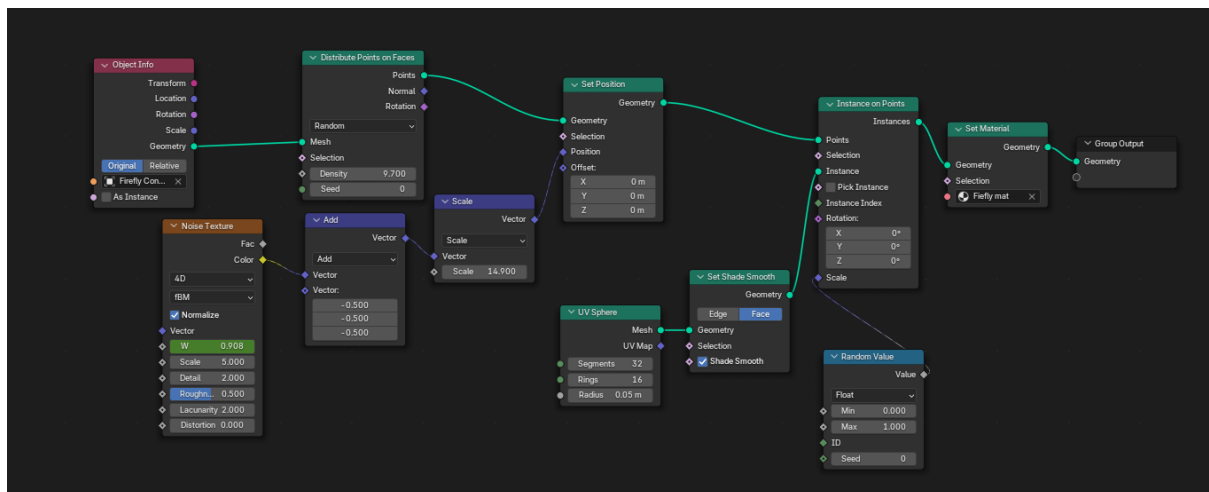 Object Info
Transform
Location
Rotation
Scale
Geometry
Original Relative
Firefly Con...
As Instance
Distribute Points on Faces
Points
Normal
Rotation
Random
Mesh
Selection
Density 9.700
Seed 0
Noise Texture
Fac
Color
4D
fBM
Normalize
Vector
W 0.908
Scale 5.000
Detail 2.000
Roughn... 0.500
Lacunarity 2.000
Distortion 0.000
Add
Vector
Add
Vector
Vector:
-0.500
-0.500
-0.500
Scale
Vector
Scale
Vector
Scale 14.900
Set Position
Geometry
Geometry
Selection
Position
Offset:
X 0 m
Y 0 m
Z 0 m
UV Sphere
Mesh
UV Map
Segments 32
Rings 16
Radius 0.05 m
Set Shade Smooth
Geometry
Edge Face
Geometry
Selection
Shade Smooth
Instance on Points
Instances
Points
Selection
Instance
Pick Instance
Instance Index
Rotation:
X 0°
Y 0°
Z 0°
Scale
Random Value
Value
Float
Min 0.000
Max 1.000
ID
Seed 0
Set Material
Geometry
Geometry
Selection
Fiefly mat
Group Output
Geometry